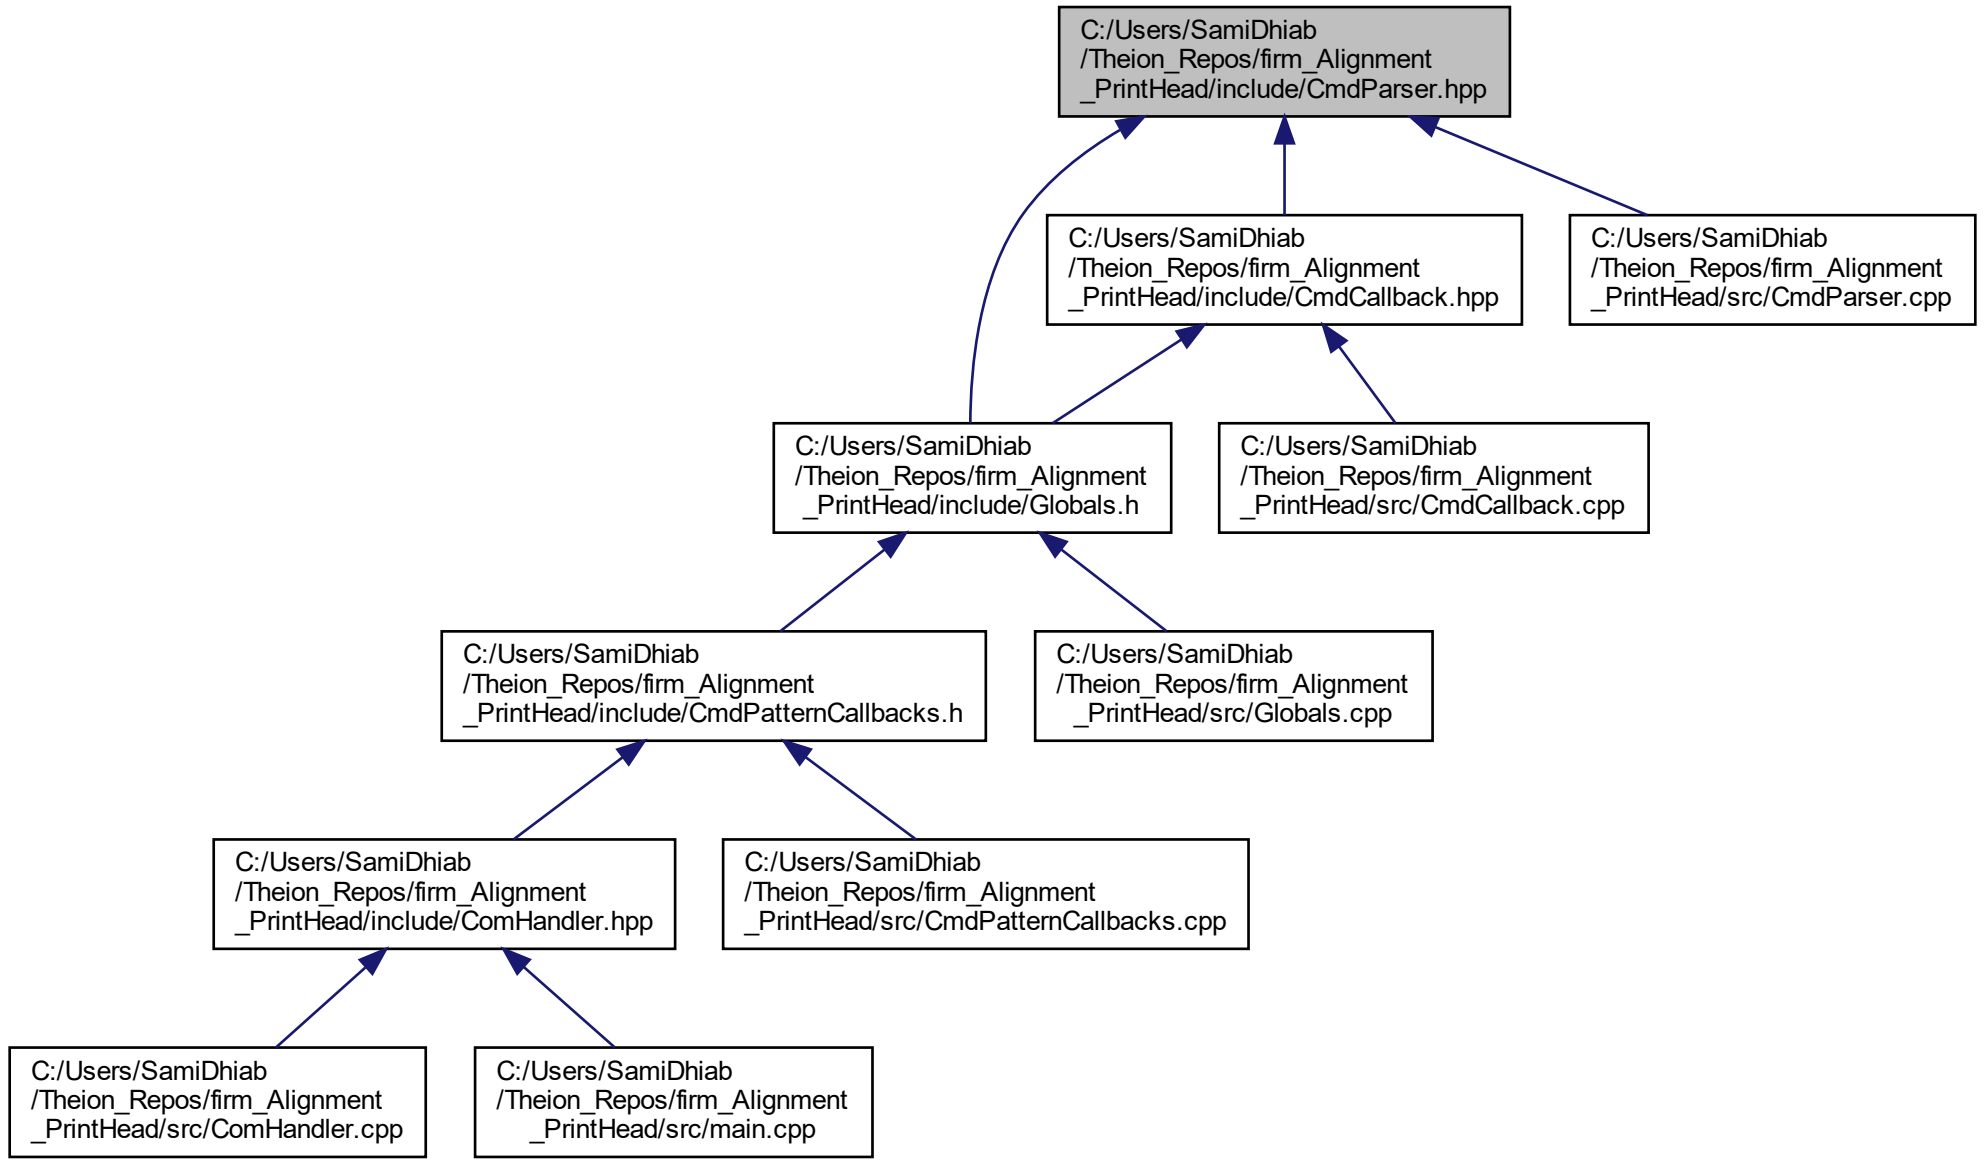 C:/Users/SamiDhiab
/Theion_Repos/firm_Alignment
_PrintHead/include/CmdParser.hpp
C:/Users/SamiDhiab
/Theion_Repos/firm_Alignment
_PrintHead/include/CmdCallback.hpp
C:/Users/SamiDhiab
/Theion_Repos/firm_Alignment
_PrintHead/src/CmdParser.cpp
C:/Users/SamiDhiab
/Theion_Repos/firm_Alignment
_PrintHead/include/Globals.h
C:/Users/SamiDhiab
/Theion_Repos/firm_Alignment
_PrintHead/src/CmdCallback.cpp
C:/Users/SamiDhiab
/Theion_Repos/firm_Alignment
_PrintHead/include/CmdPatternCallbacks.h
C:/Users/SamiDhiab
/Theion_Repos/firm_Alignment
_PrintHead/src/Globals.cpp
C:/Users/SamiDhiab
/Theion_Repos/firm_Alignment
_PrintHead/include/ComHandler.hpp
C:/Users/SamiDhiab
/Theion_Repos/firm_Alignment
_PrintHead/src/CmdPatternCallbacks.cpp
C:/Users/SamiDhiab
/Theion_Repos/firm_Alignment
_PrintHead/src/ComHandler.cpp
C:/Users/SamiDhiab
/Theion_Repos/firm_Alignment
_PrintHead/src/main.cpp